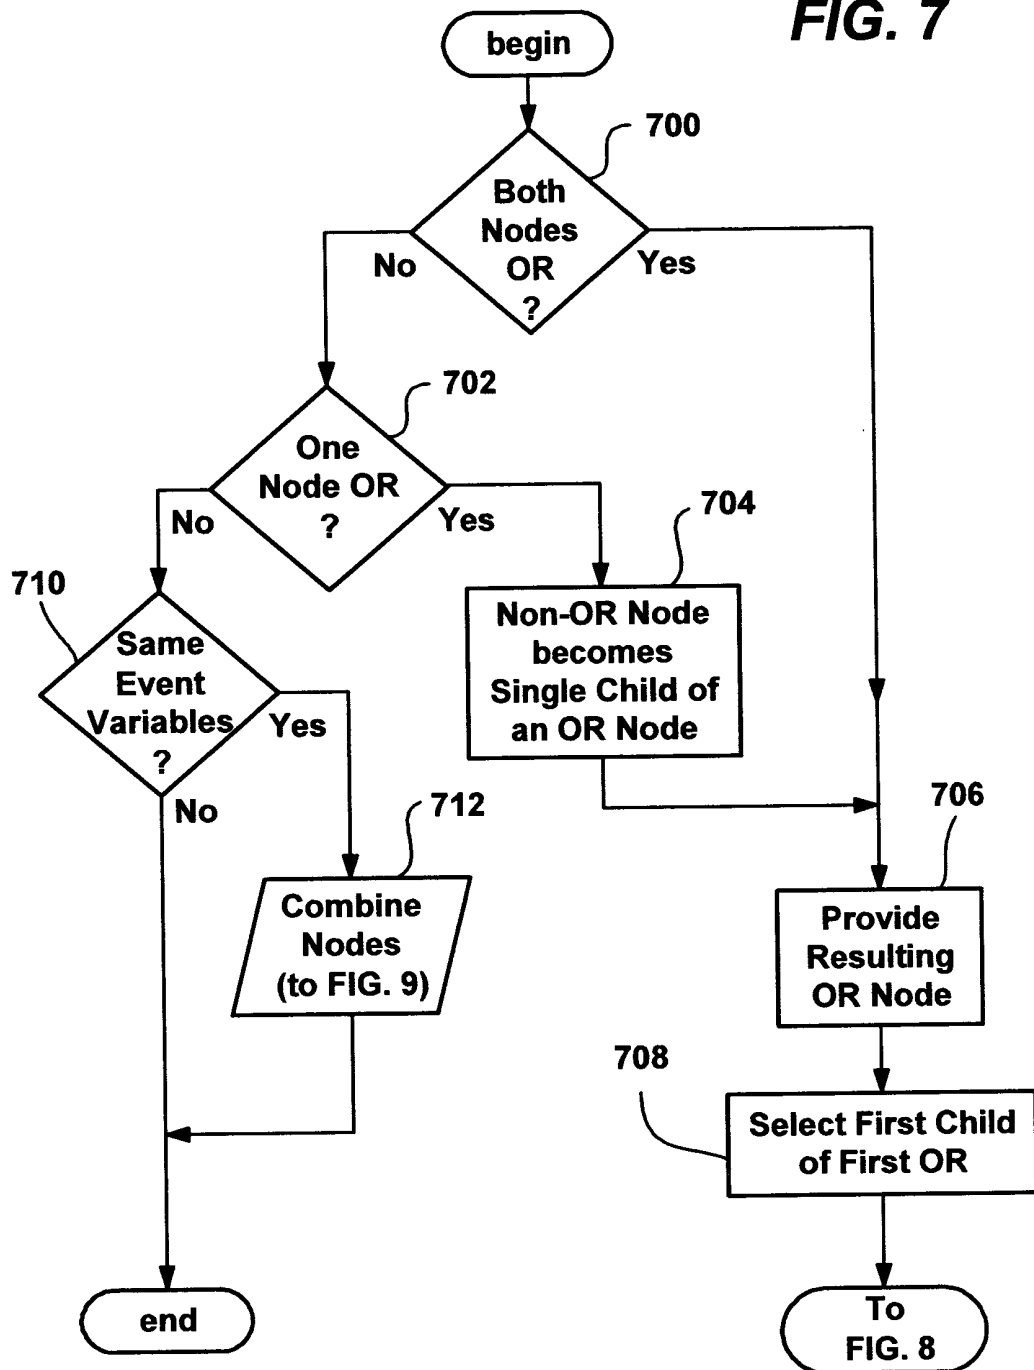 FIG. 7
begin
700
Both
Nodes
OR
?
No
Yes
702
One
Node OR
?
No
Yes
704
Non-OR Node
becomes
Single Child of
an OR Node
710
Same
Event
Variables
?
Yes
No
712
Combine
Nodes
(to FIG. 9)
706
Provide
Resulting
OR Node
708
Select First Child
of First OR
end
To
FIG. 8